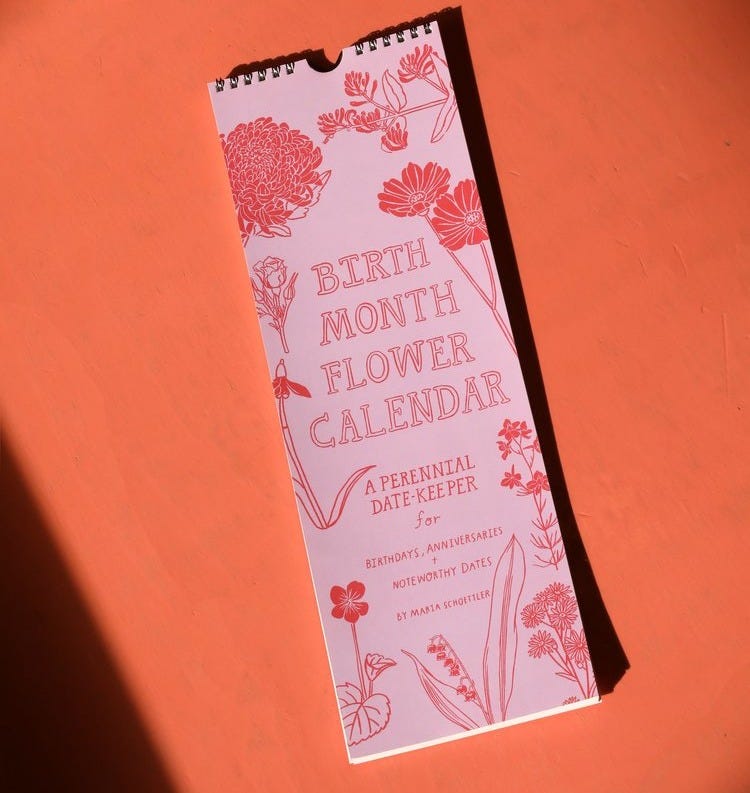 BIRTH
MONTH
FLOWER
CALENDAR
A PERENNIAL
DATE-KEEPER
for
BIRTHDAYS, ANNIVERSARIES
+
NOTEWORTHY DATES
BY MARIA SCHOETTLER